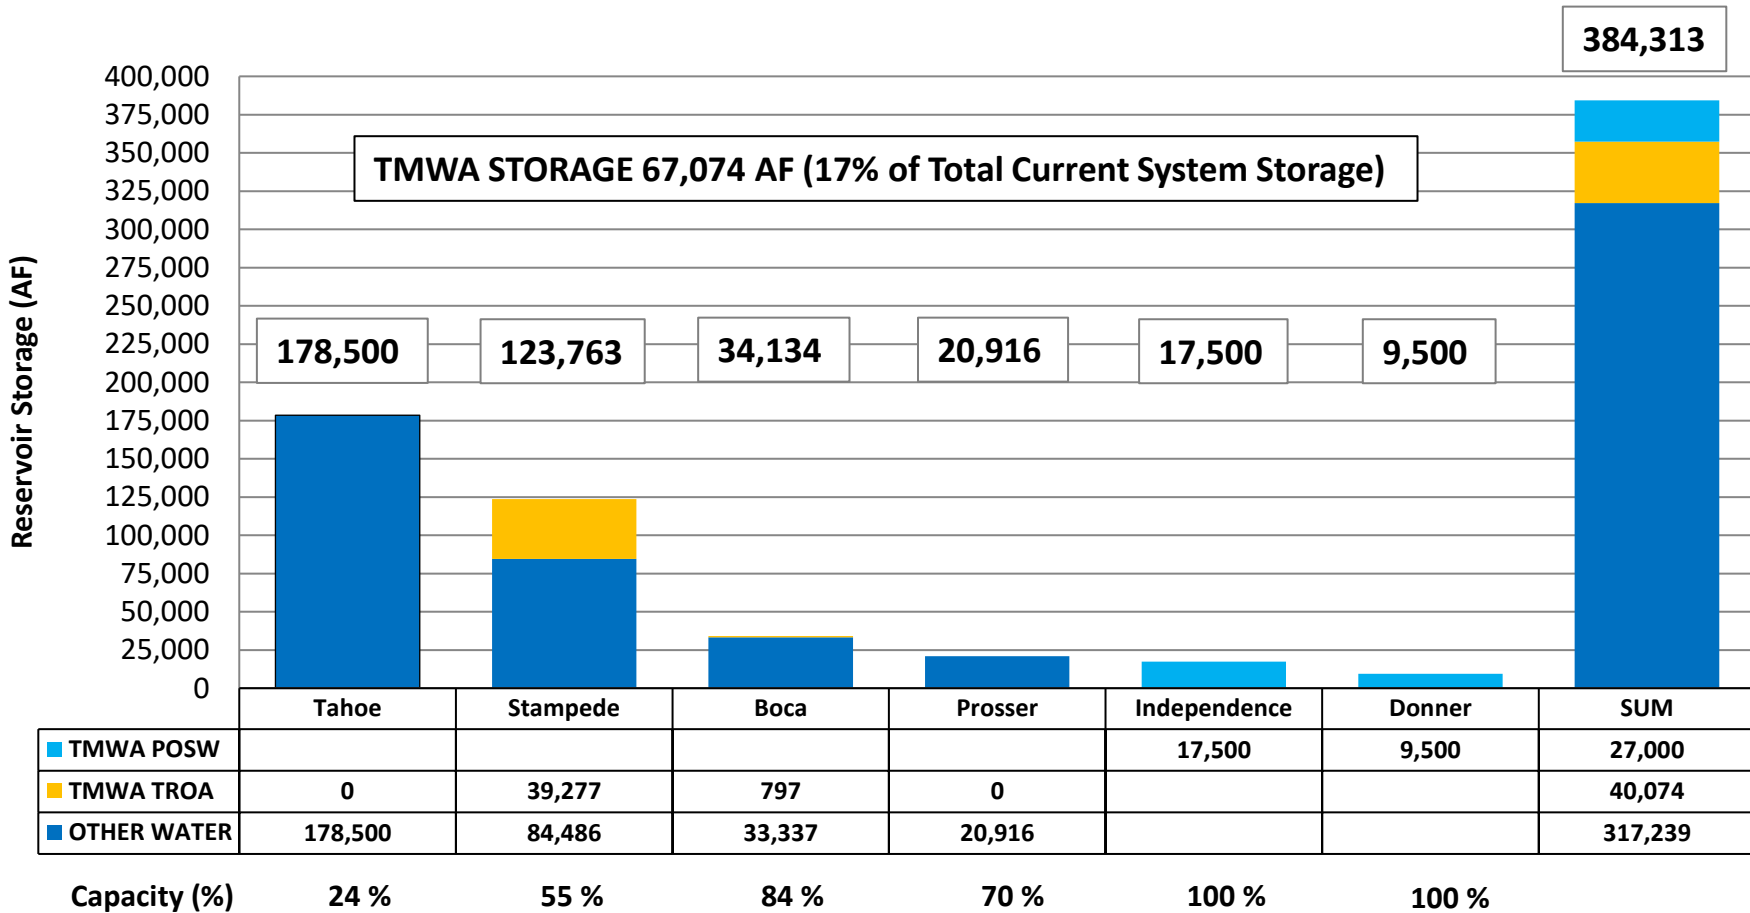 384,313
400,000
375,000
350,000
325,000
300,000
275,000
250,000
225,000
200,000
175,000
150,000
125,000
100,000
75,000
50,000
25,000
0
Reservoir Storage (AF)
TMWA STORAGE 67,074 AF (17% of Total Current System Storage)
178,500 123,763 34,134 20,916 17,500 9,500
Tahoe Stampede Boca Prosser Independence Donner SUM
TMWA POSW 17,500 9,500 27,000
TMWA TROA 0 39,277 797 0 40,074
OTHER WATER 178,500 84,486 33,337 20,916 317,239
Capacity (%) 24 % 55 % 84 % 70 % 100 % 100 %